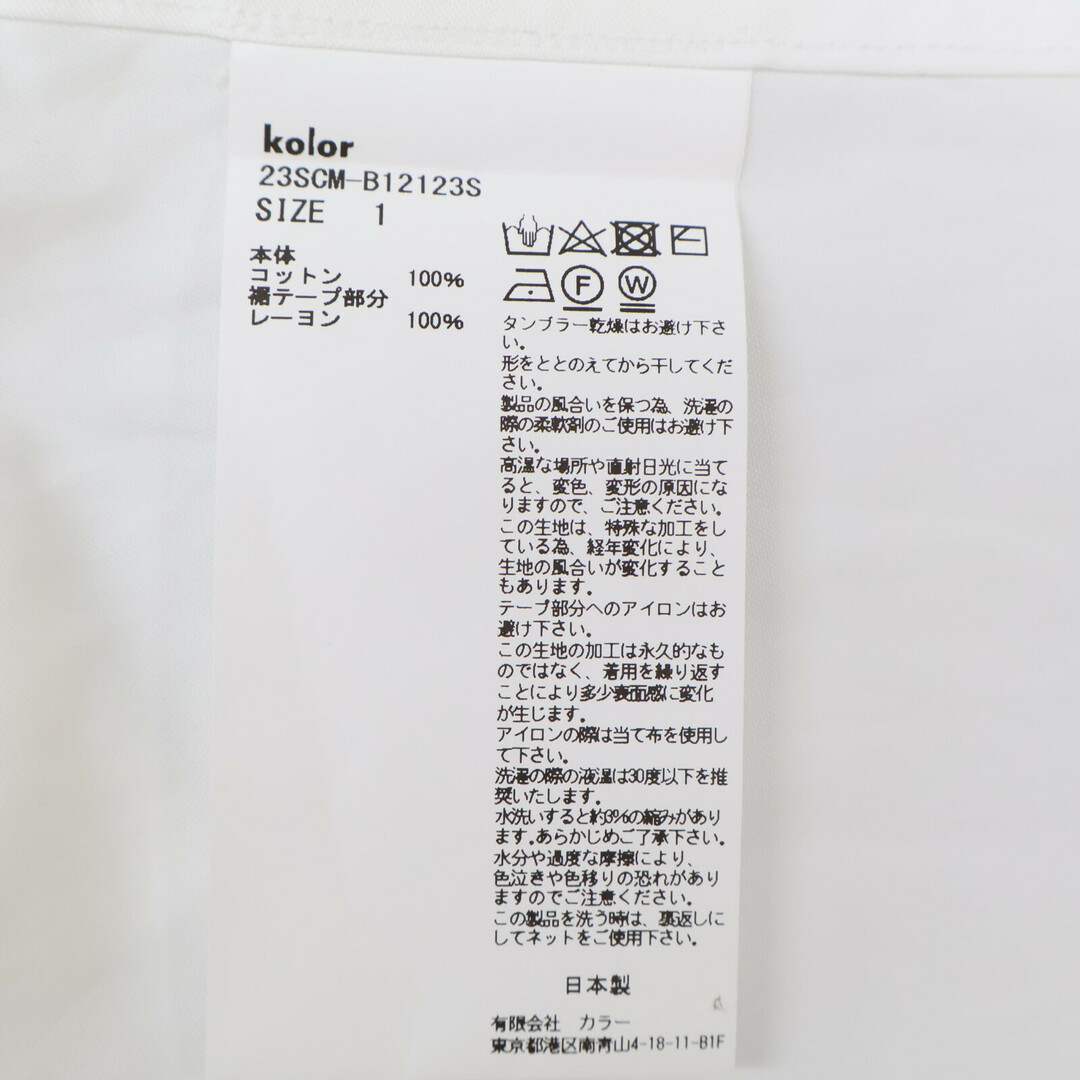 kolor
23SCM-B12123S
SIZE 1
本体
コットン 100%
裾テープ部分
レーヨン 100%
F W
タンブラー乾燥はお避け下さ
い。
形をととのえてから干してくだ
さい。
製品の風合いを保つ為、洗濯の
際の柔軟剤のご使用はお避け下
さい。
高温な場所や直射日光に当て
ると、変色、変形の原因にな
りますので、ご注意ください。
この生地は、特殊な加工をし
ている為、経年変化により、
生地の風合いが変化すること
もあります。
テープ部分へのアイロンはお
避け下さい。
この生地の加工は永久的なも
のではなく、着用を繰り返す
ことにより多少表面感に変化
が生じます。
アイロンの際は当て布を使用し
て下さい。
洗濯の際の液温は30度以下を推
奨いたします。
水洗いすると約3%の縮みがあり
ます。あらかじめご了承下さい。
水分や過度な摩擦により、
色泣きや色移りの恐れがあり
ますのでご注意ください。
この製品を洗う時は、裏返しに
してネットをご使用下さい。
日本製
有限会社 カラー
東京都港区南青山4-18-11-B1F